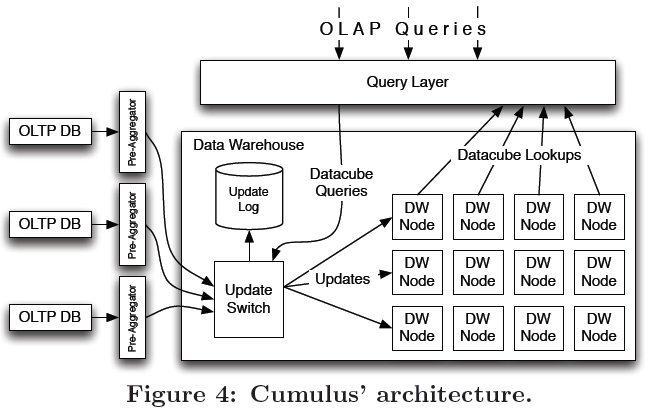 OLAP Queries
Query Layer
OLTP DB
Pre-Aggregator
OLTP DB
Pre-Aggregator
OLTP DB
Pre-Aggregator
Data Warehouse
Update
Log
Datacube
Queries
Datacube Lookups
Update
Switch
Updates
DW
Node
DW
Node
DW
Node
DW
Node
DW
Node
DW
Node
DW
Node
DW
Node
DW
Node
DW
Node
DW
Node
DW
Node
Figure 4: Cumulus’ architecture.